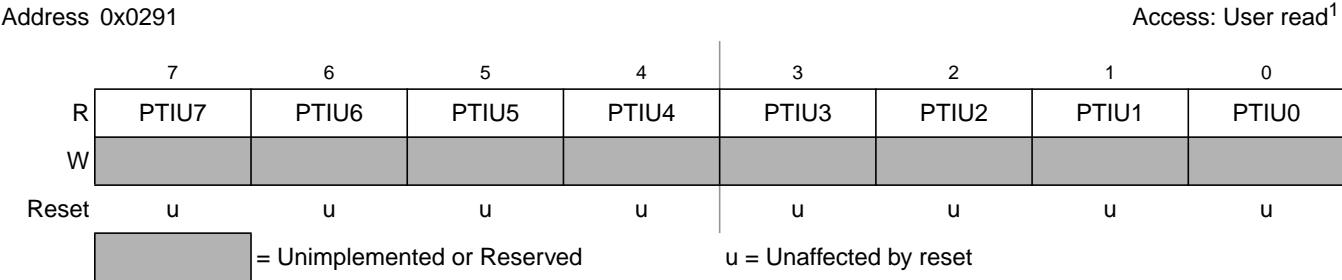 Address 0x0291 Access: User read1
7 6 5 4 3 2 1 0
R PTIU7 PTIU6 PTIU5 PTIU4 PTIU3 PTIU2 PTIU1 PTIU0
W
Reset u u u u u u u u
= Unimplemented or Reserved u = Unaffected by reset